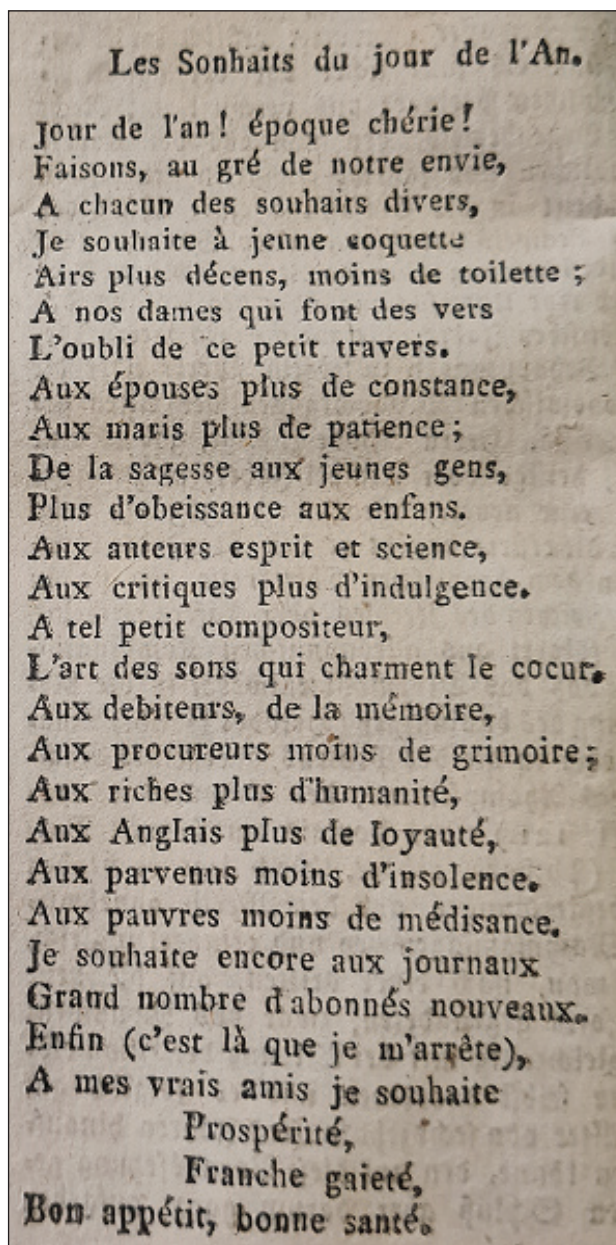 Les Sonhaits du jour de l'An.
Jour de l'an ! époque chérie !
Faisons, au gré de notre envie,
A chacun des souhaits divers,
Je souhaite à jeune coquette
Airs plus décens, moins de toilette ;
A nos dames qui font des vers
L'oubli de ce petit travers.
Aux épouses plus de constance,
Aux maris plus de patience ;
De la sagesse aux jeunes gens,
Plus d'obeissance aux enfans.
Aux auteurs esprit et science,
Aux critiques plus d'indulgence.
A tel petit compositeur,
L'art des sons qui charment le cocur.
Aux debiteurs, de la mémoire,
Aux procureurs moins de grimoire ;
Aux riches plus d'humanité,
Aux Anglais plus de loyauté,
Aux parvenus moins d'insolence.
Aux pauvres moins de médisance.
Je souhaite encore aux journaux
Grand nombre d'abonnés nouveaux.
Enfin (c'est là que je m'arrête),
A mes vrais amis je souhaite
Prospérité,
Franche gaieté,
Bon appétit, bonne santé.